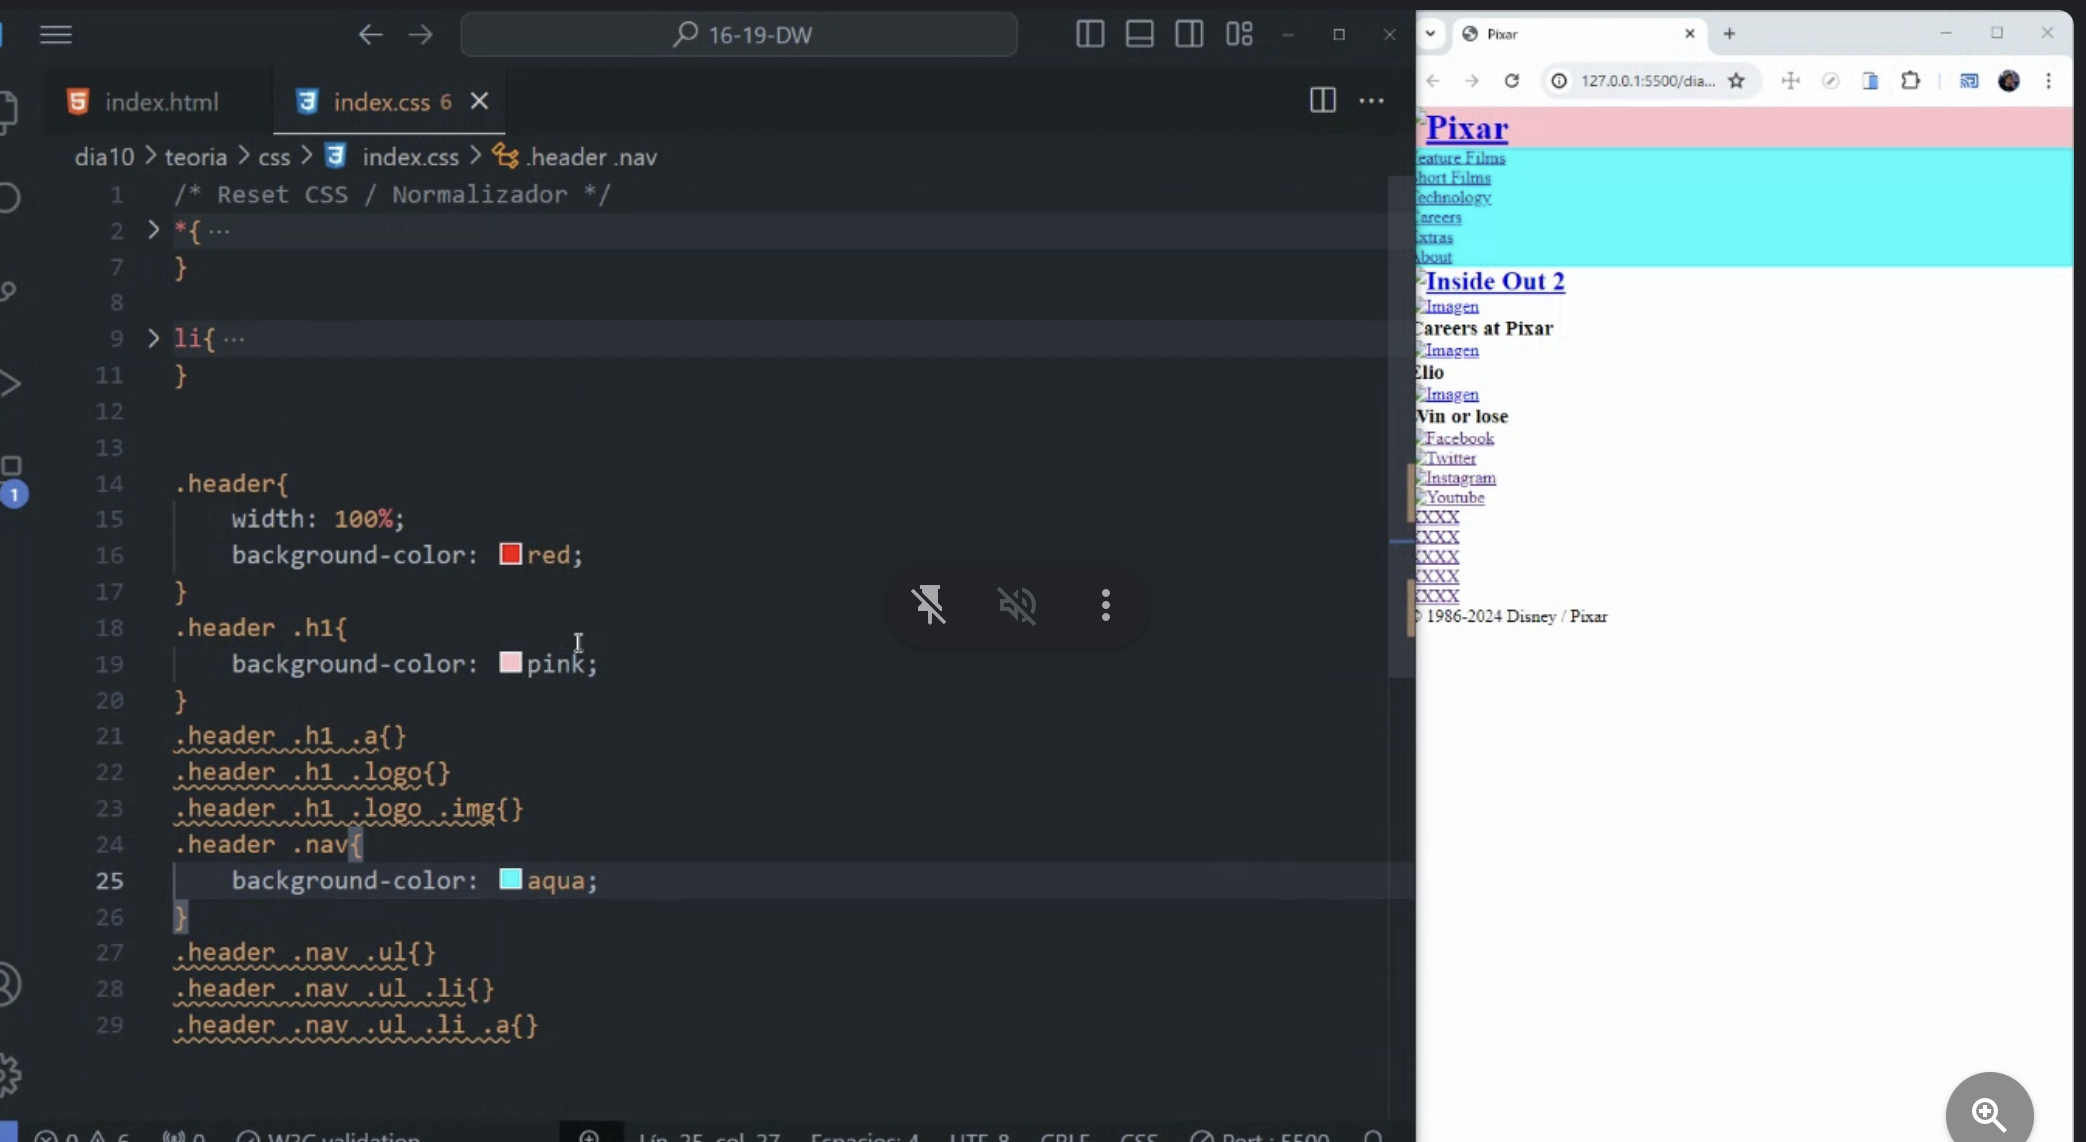 16-19-DW
index.html
index.css 6
dia10 > teoria > css > index.css > .header .nav
1 /* Reset CSS / Normalizador */
2 *{ ...
7 }
8
9 li{ ...
11 }
12
13
14 .header{
15 width: 100%;
16 background-color: red;
17 }
18 .header .h1{
19 background-color: pink;
20 }
21 .header .h1 .a{}
22 .header .h1 .logo{}
23 .header .h1 .logo .img{}
24 .header .nav{
25 background-color: aqua;
26 }
27 .header .nav .ul{}
28 .header .nav .ul .li{}
29 .header .nav .ul .li .a{}
1
0 6 0 W3C validation Lín. 25, col. 27 Espacios: 4 UTF-8 CRLF CSS Port : 5500
Pixar
127.0.0.1:5500/dia...
Pixar
eature Films
hort Films
echnology
areers
xtras
About
Inside Out 2
Imagen
Careers at Pixar
Imagen
Elio
Imagen
Win or lose
Facebook
Twitter
Instagram
Youtube
XXXX
XXXX
XXXX
XXXX
XXXX
© 1986-2024 Disney / Pixar